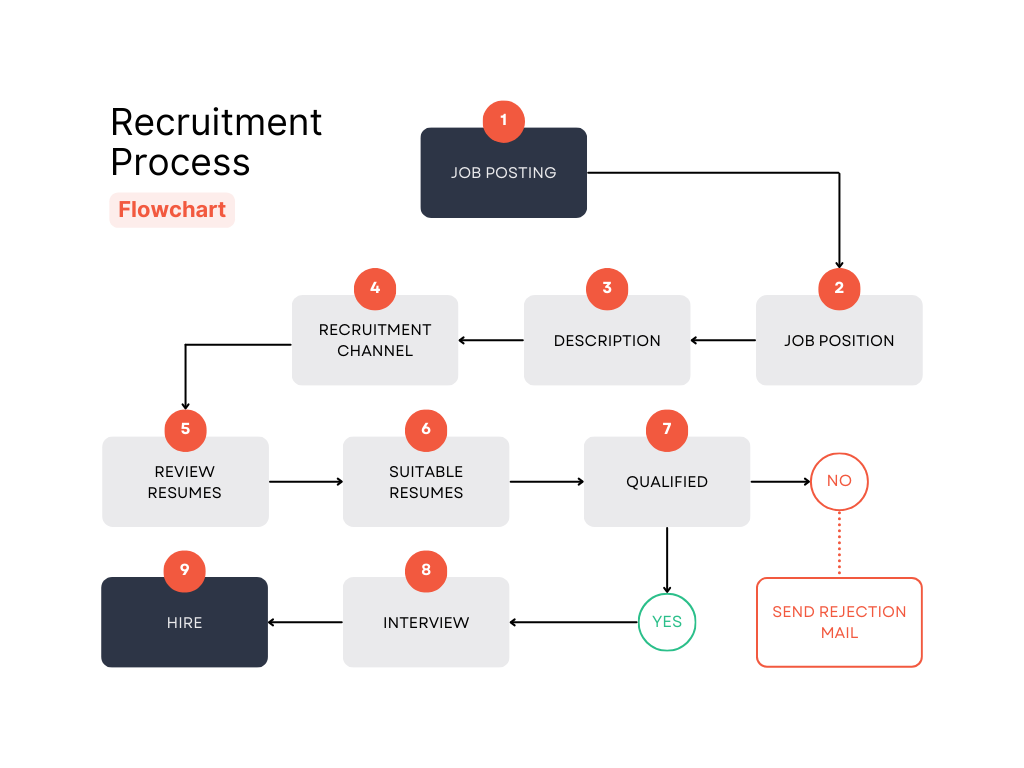 Recruitment
Process
Flowchart
1
JOB POSTING
2
JOB POSITION
3
DESCRIPTION
4
RECRUITMENT
CHANNEL
5
REVIEW
RESUMES
6
SUITABLE
RESUMES
7
QUALIFIED
NO
SEND REJECTION
MAIL
YES
8
INTERVIEW
9
HIRE